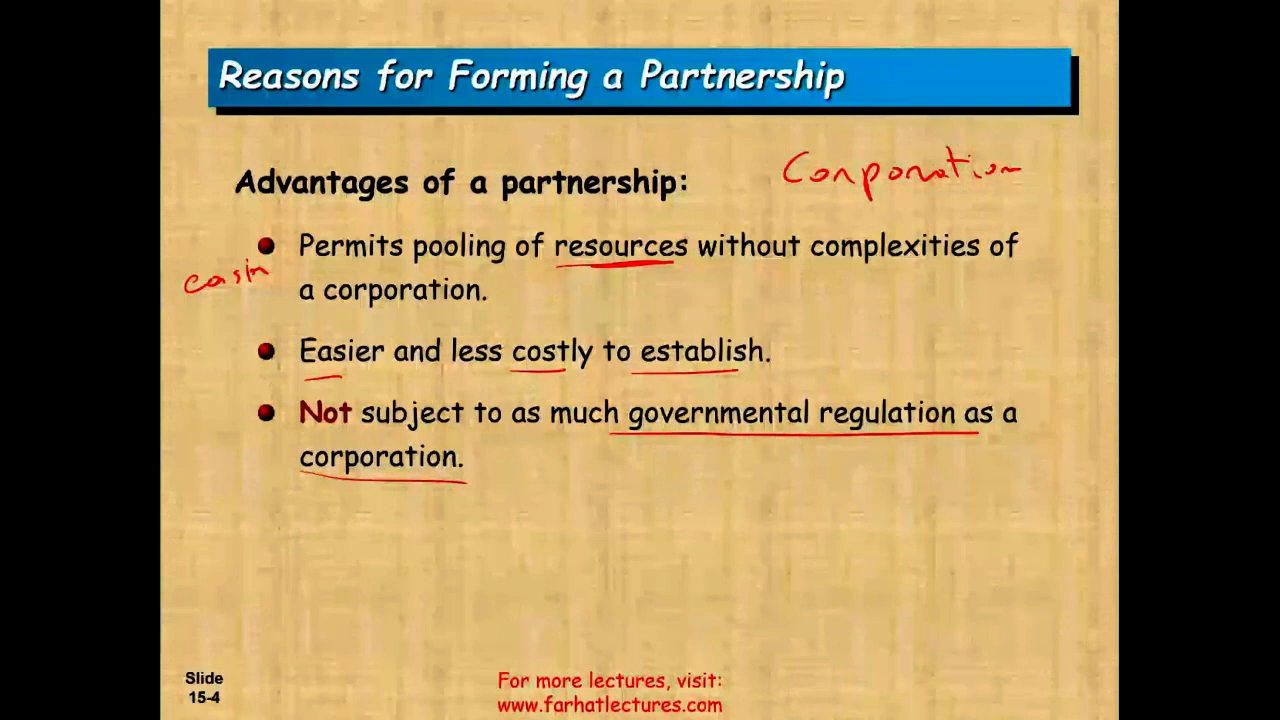 Reasons for Forming a Partnership
Corporation
Advantages of a partnership:
Permits pooling of resources without complexities of
cash
a corporation.
Easier and less costly to establish.
Not subject to as much governmental regulation as a
corporation.
Slide
15-4
For more lectures, visit:
www.farhatlectures.com